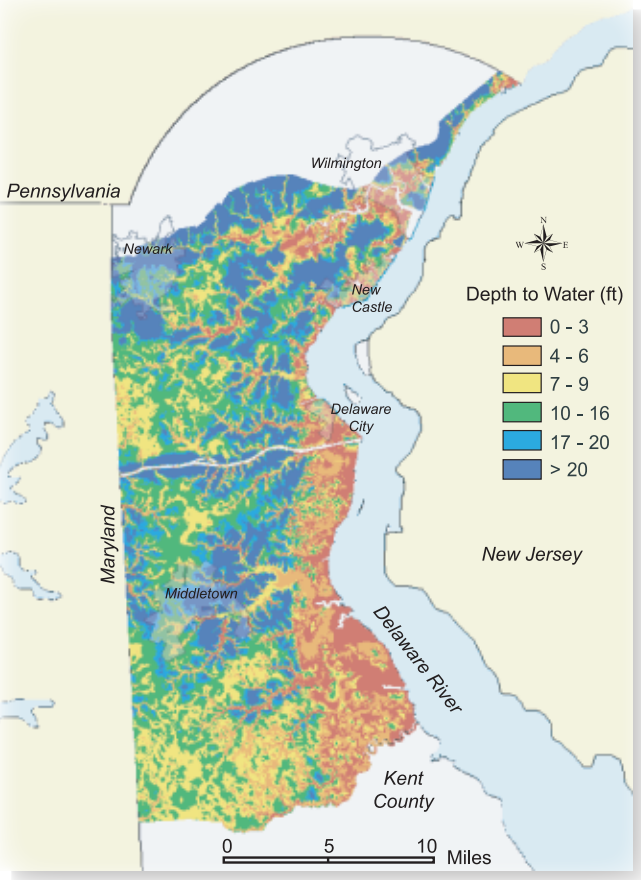 Wilmington
Pennsylvania
Newark
N
W E
S
New
Castle
Depth to Water (ft)
0 - 3
4 - 6
7 - 9
10 - 16
17 - 20
> 20
Delaware
City
Maryland
New Jersey
Middletown
Delaware River
Kent
County
0 5 10 Miles